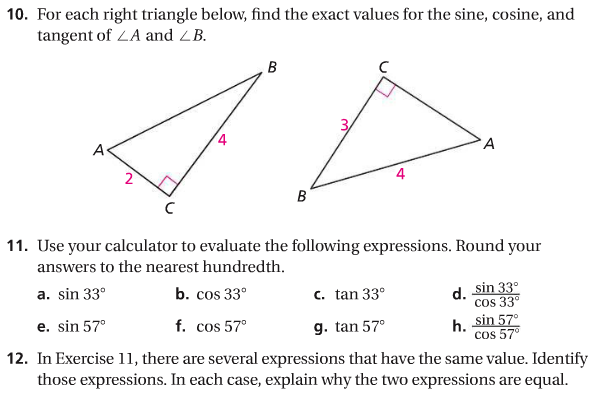 10. For each right triangle below, find the exact values for the sine, cosine, and
tangent of ∠A and ∠B.
B
A
4
2
C
C
3
A
4
B
11. Use your calculator to evaluate the following expressions. Round your
answers to the nearest hundredth.
a. sin 33° b. cos 33° c. tan 33° d. sin 33°/cos 33°
e. sin 57° f. cos 57° g. tan 57° h. sin 57°/cos 57°
12. In Exercise 11, there are several expressions that have the same value. Identify
those expressions. In each case, explain why the two expressions are equal.